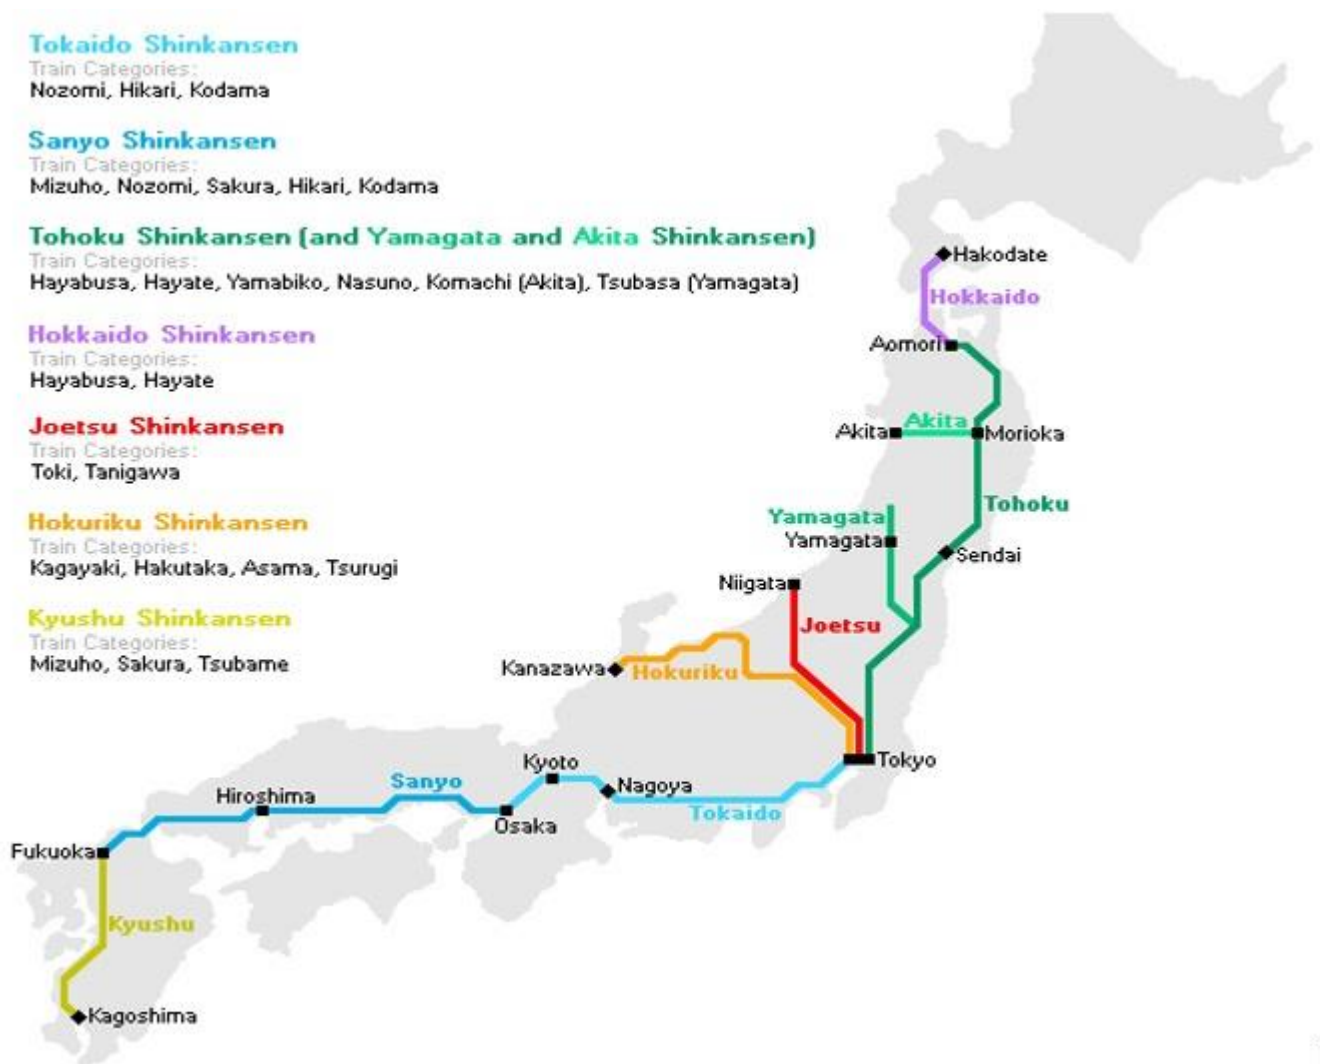 Tokaido Shinkansen
Train Categories:
Nozomi, Hikari, Kodama
Sanyo Shinkansen
Train Categories:
Mizuho, Nozomi, Sakura, Hikari, Kodama
Tohoku Shinkansen (and Yamagata and Akita Shinkansen)
Train Categories:
Hayabusa, Hayate, Yamabiko, Nasuno, Komachi (Akita), Tsubasa (Yamagata)
Hokkaido Shinkansen
Train Categories:
Hayabusa, Hayate
Joetsu Shinkansen
Train Categories:
Toki, Tanigawa
Hokuriku Shinkansen
Train Categories:
Kagayaki, Hakutaka, Asama, Tsurugi
Kyushu Shinkansen
Train Categories:
Mizuho, Sakura, Tsubame
Hakodate
Hokkaido
Aomori
Akita
Akita
Morioka
Tohoku
Yamagata
Yamagata
Sendai
Niigata
Joetsu
Kanazawa
Hokuriku
Tokyo
Kyoto
Nagoya
Sanyo
Tokaido
Hiroshima
Osaka
Fukuoka
Kyushu
Kagoshima